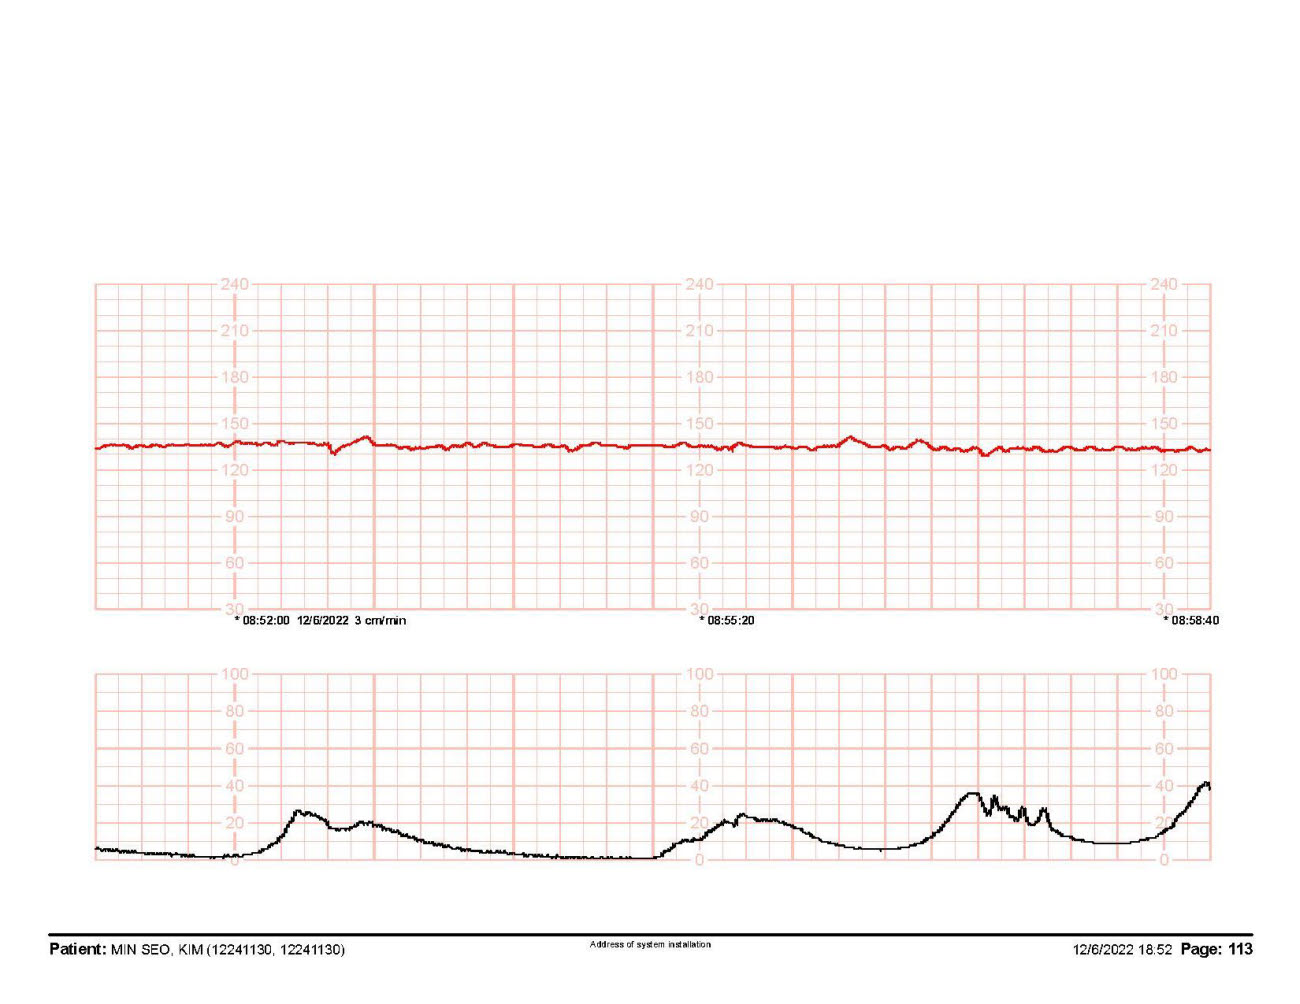 240 240 240
210 210 210
180 180 180
150 150 150
120 120 120
90 90 90
60 60 60
30 30 30
* 08:52:00 12/6/2022 3 cm/min * 08:55:20 * 08:58:40
100 100 100
80 80 80
60 60 60
40 40 40
20 20 20
0 0 0
Patient: MIN SEO, KIM (12241130, 12241130) Address of system installation 12/6/2022 18:52 Page: 113